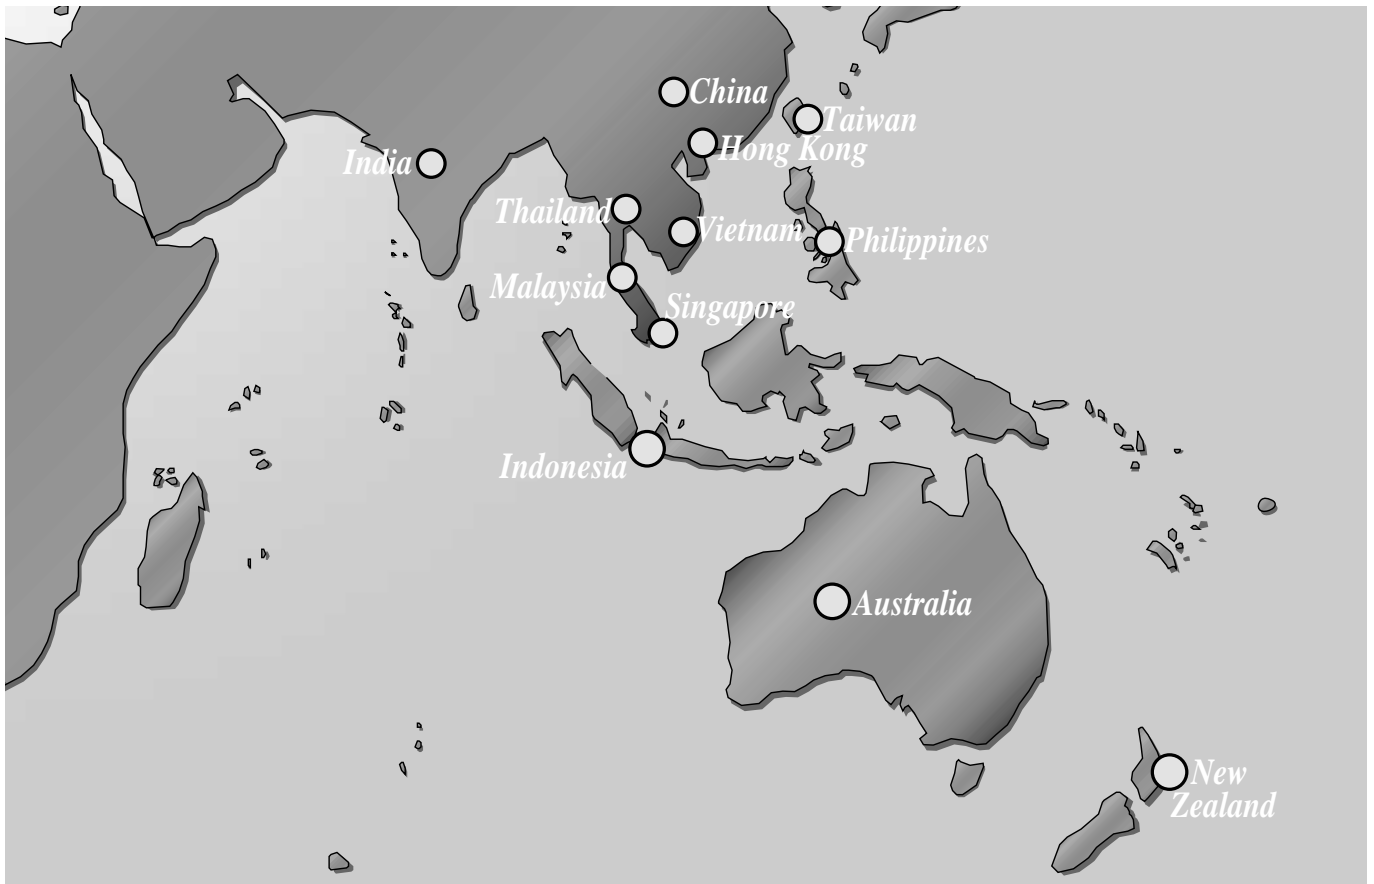 China
Taiwan
Hong Kong
India
Thailand
Vietnam
Philippines
Malaysia
Singapore
Indonesia
Australia
New
Zealand